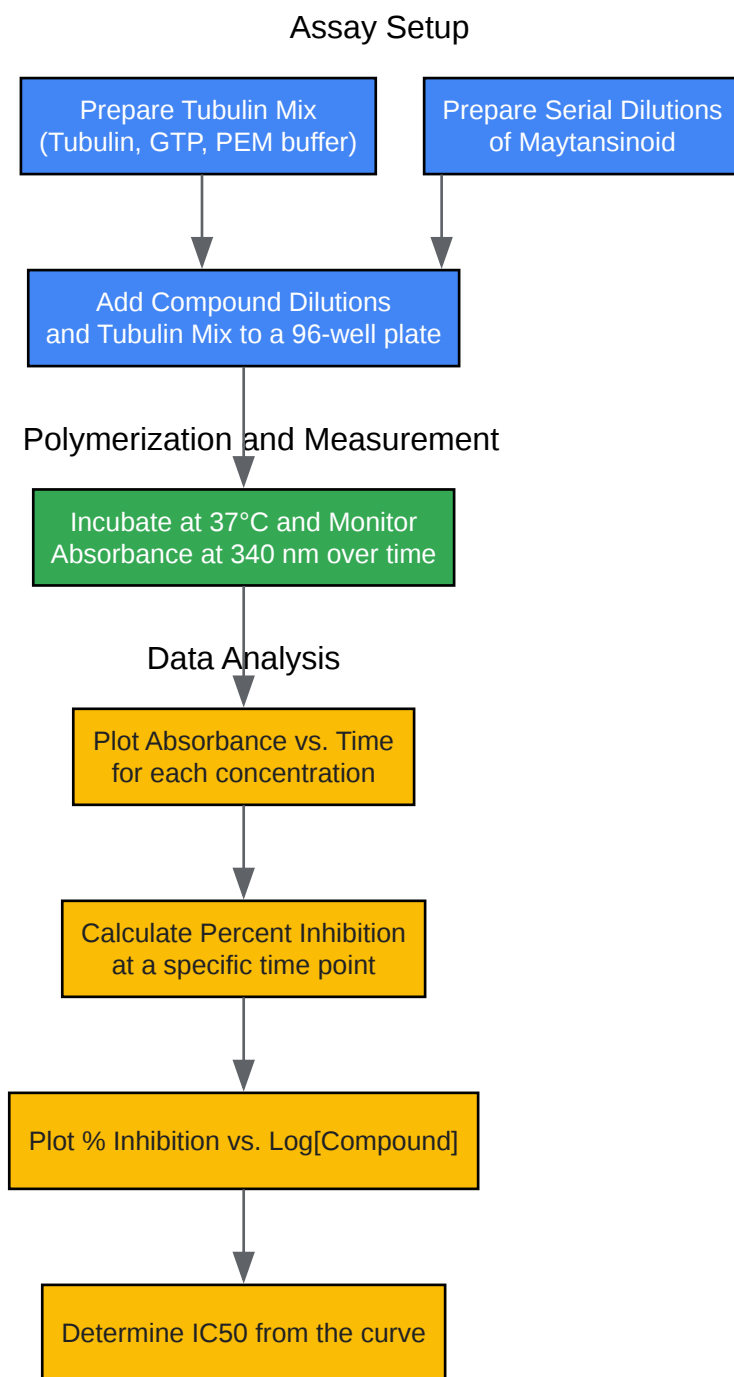 Assay Setup
Prepare Tubulin Mix
(Tubulin, GTP, PEM buffer)
Prepare Serial Dilutions
of Maytansinoid
Add Compound Dilutions
and Tubulin Mix to a 96-well plate
Polymerization and Measurement
Incubate at 37°C and Monitor
Absorbance at 340 nm over time
Data Analysis
Plot Absorbance vs. Time
for each concentration
Calculate Percent Inhibition
at a specific time point
Plot % Inhibition vs. Log[Compound]
Determine IC50 from the curve